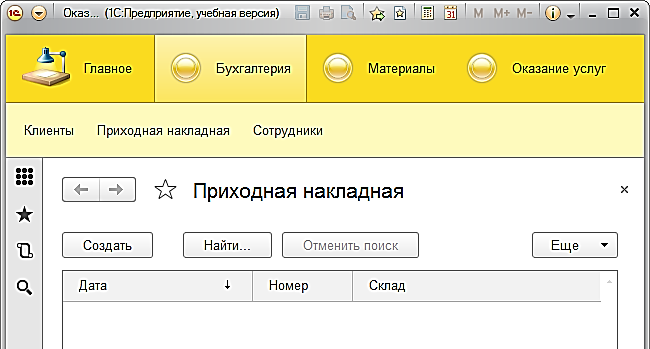 Оказ... (1С:Предприятие, учебная версия) 31 M M+ M-
Главное Бухгалтерия Материалы Оказание услуг
Клиенты Приходная накладная Сотрудники
Приходная накладная
Создать Найти... Отменить поиск Еще
Дата Номер Склад